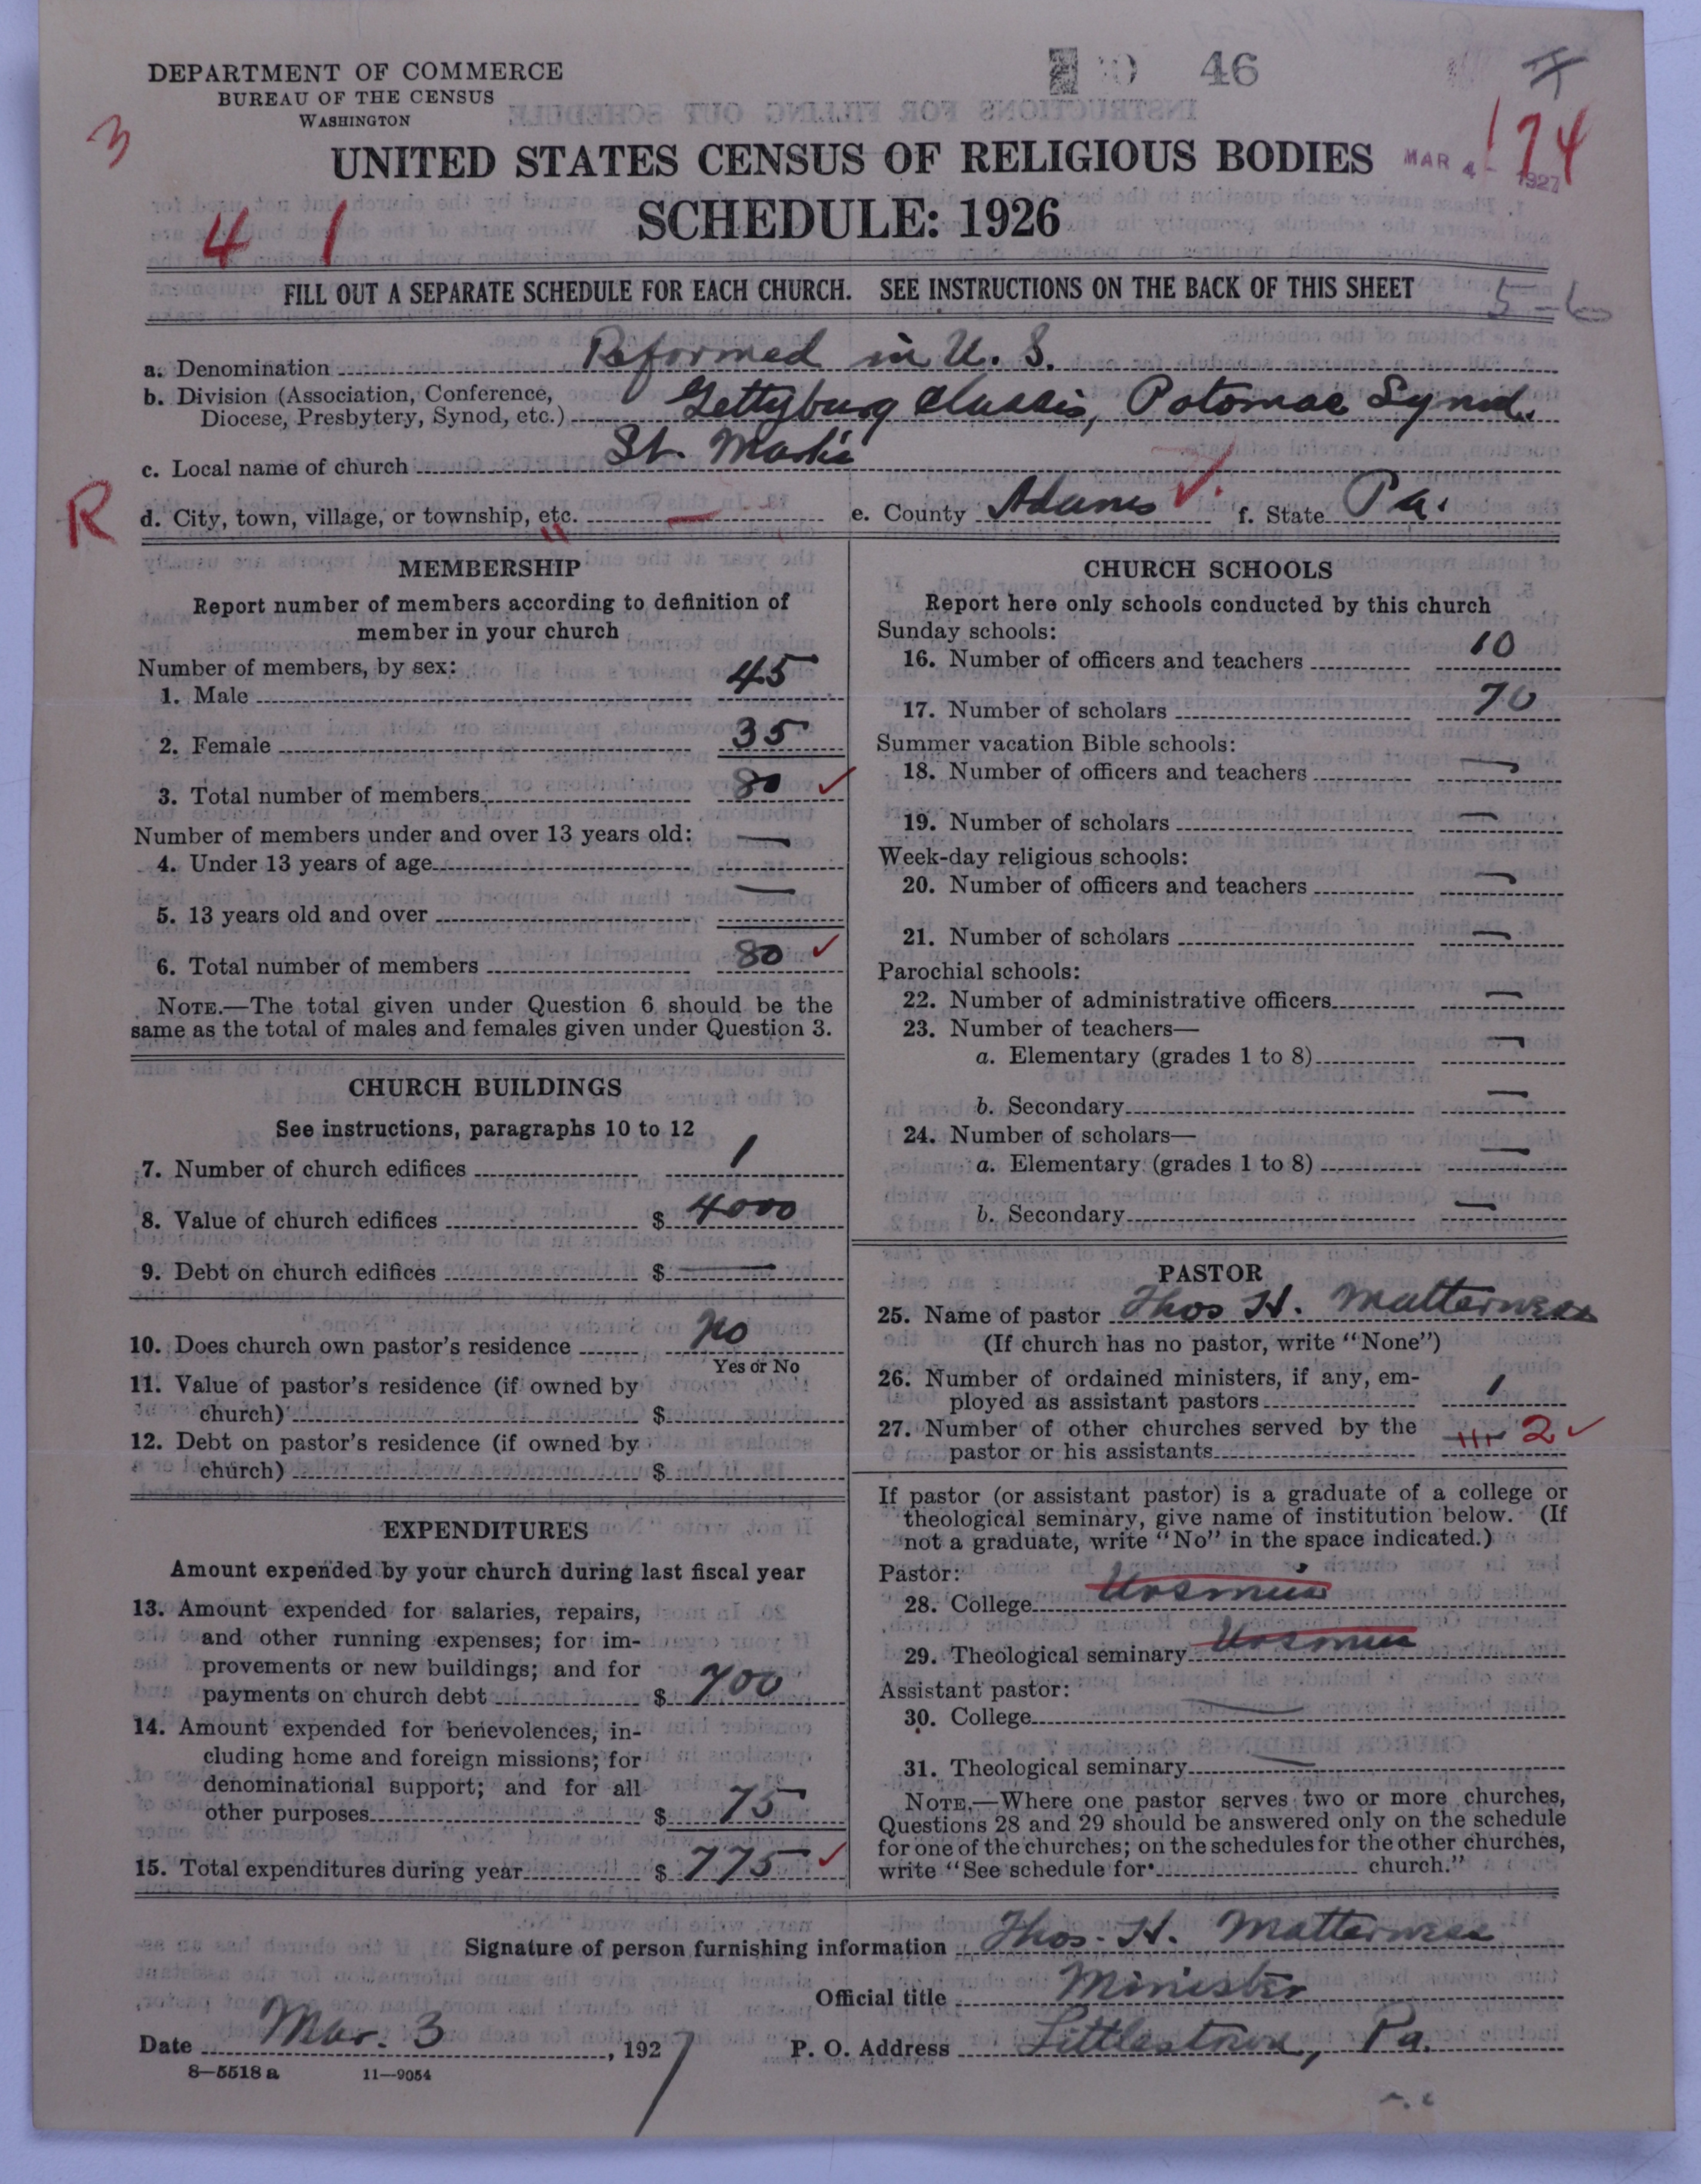 DEPARTMENT OF COMMERCE
BUREAU OF THE CENSUS
WASHINGTON
46
3
174
MAR 4 - 1927
UNITED STATES CENSUS OF RELIGIOUS BODIES
SCHEDULE: 1926
4 1
FILL OUT A SEPARATE SCHEDULE FOR EACH CHURCH. SEE INSTRUCTIONS ON THE BACK OF THIS SHEET
5-6
a. Denomination Reformed in U. S.
b. Division (Association, Conference,
Diocese, Presbytery, Synod, etc.) Gettyburg Classis, Potomac Synod.
c. Local name of church St. Mark's
R
d. City, town, village, or township, etc. — e. County Adams f. State Pa.
MEMBERSHIP
Report number of members according to definition of
member in your church
Number of members, by sex:
1. Male 45
2. Female 35
3. Total number of members 80 ✓
Number of members under and over 13 years old:
4. Under 13 years of age —
5. 13 years old and over —
6. Total number of members 80 ✓
NOTE.—The total given under Question 6 should be the
same as the total of males and females given under Question 3.
CHURCH BUILDINGS
See instructions, paragraphs 10 to 12
7. Number of church edifices 1
8. Value of church edifices $ 4000
9. Debt on church edifices $ —
10. Does church own pastor's residence No
Yes or No
11. Value of pastor's residence (if owned by
church) $
12. Debt on pastor's residence (if owned by
church) $
EXPENDITURES
Amount expended by your church during last fiscal year
13. Amount expended for salaries, repairs,
and other running expenses; for im-
provements or new buildings; and for
payments on church debt $ 700
14. Amount expended for benevolences, in-
cluding home and foreign missions; for
denominational support; and for all
other purposes $ 75
15. Total expenditures during year $ 775 ✓
CHURCH SCHOOLS
Report here only schools conducted by this church
Sunday schools:
16. Number of officers and teachers 10
17. Number of scholars 70
Summer vacation Bible schools:
18. Number of officers and teachers —
19. Number of scholars —
Week-day religious schools:
20. Number of officers and teachers —
21. Number of scholars —
Parochial schools:
22. Number of administrative officers —
23. Number of teachers—
a. Elementary (grades 1 to 8) —
b. Secondary —
24. Number of scholars—
a. Elementary (grades 1 to 8) —
b. Secondary —
PASTOR
25. Name of pastor Thos H. Matterness
(If church has no pastor, write "None")
26. Number of ordained ministers, if any, em-
ployed as assistant pastors 1
27. Number of other churches served by the
pastor or his assistants 2 ✓
If pastor (or assistant pastor) is a graduate of a college or
theological seminary, give name of institution below. (If
not a graduate, write "No" in the space indicated.)
Pastor:
28. College Ursinus
29. Theological seminary Ursinus
Assistant pastor:
30. College —
31. Theological seminary —
NOTE.—Where one pastor serves two or more churches,
Questions 28 and 29 should be answered only on the schedule
for one of the churches; on the schedules for the other churches,
write "See schedule for church."
Signature of person furnishing information Thos. H. Matterness
Official title Minister
Date Mar. 3, 1927 P. O. Address Littlestown, Pa.
8—5518 a 11—9054